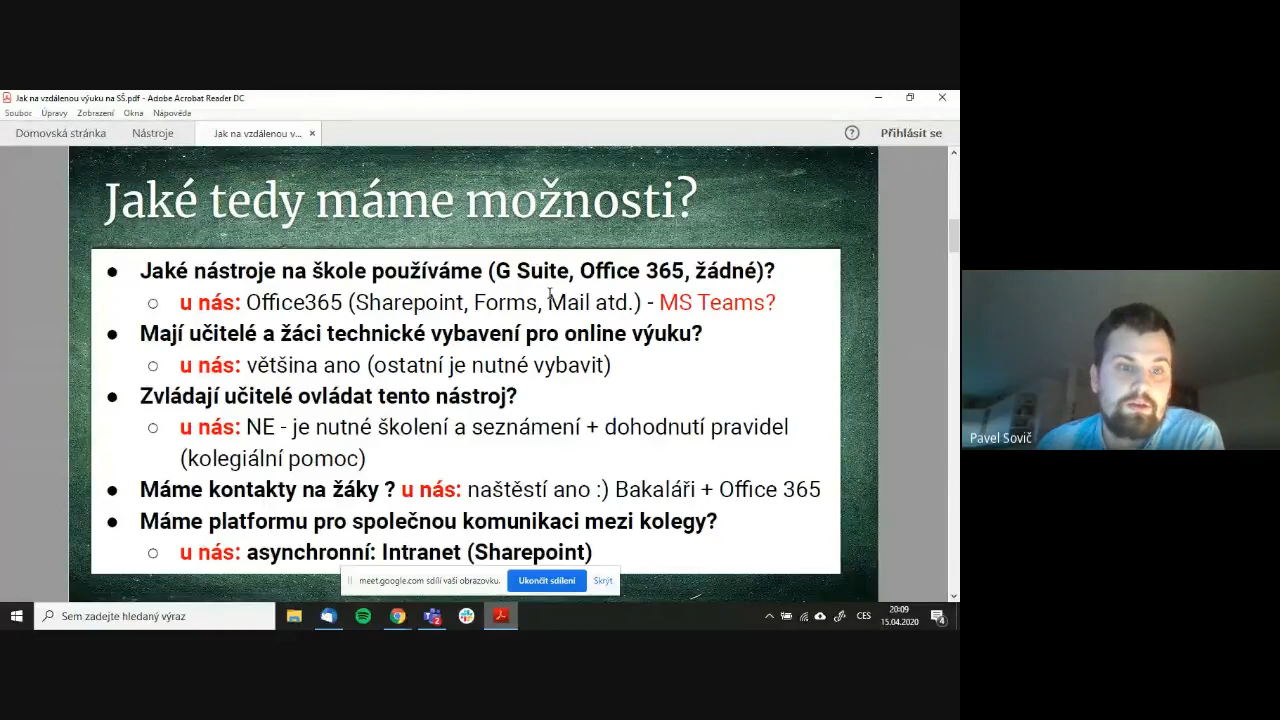 Jak na vzdálenou výuku na SŠ.pdf - Adobe Acrobat Reader DC
Soubor Úpravy Zobrazení Okna Nápověda
Domovská stránka Nástroje Jak na vzdálenou v... × ? Přihlásit se
Jaké tedy máme možnosti?
● Jaké nástroje na škole používáme (G Suite, Office 365, žádné)?
○ u nás: Office365 (Sharepoint, Forms, Mail atd.) - MS Teams?
● Mají učitelé a žáci technické vybavení pro online výuku?
○ u nás: většina ano (ostatní je nutné vybavit)
● Zvládají učitelé ovládat tento nástroj?
○ u nás: NE - je nutné školení a seznámení + dohodnutí pravidel
(kolegiální pomoc)
● Máme kontakty na žáky ? u nás: naštěstí ano :) Bakaláři + Office 365
● Máme platformu pro společnou komunikaci mezi kolegy?
○ u nás: asynchronní: Intranet (Sharepoint)
meet.google.com sdílí vaši obrazovku. Ukončit sdílení Skrýt
Sem zadejte hledaný výraz
CES
20:09
15.04.2020
4
Pavel Sovič